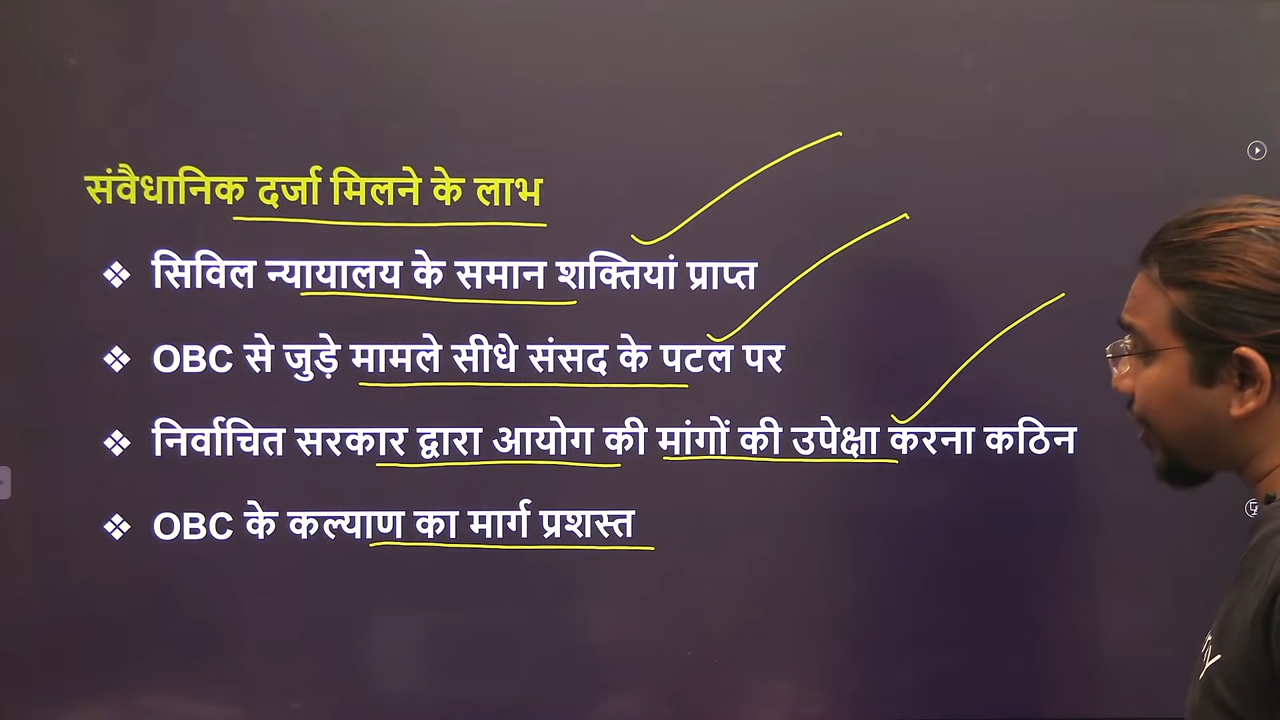 संवैधानिक दर्जा मिलने के लाभ
❖ सिविल न्यायालय के समान शक्तियां प्राप्त
❖ OBC से जुड़े मामले सीधे संसद के पटल पर
❖ निर्वाचित सरकार द्वारा आयोग की मांगों की उपेक्षा करना कठिन
❖ OBC के कल्याण का मार्ग प्रशस्त